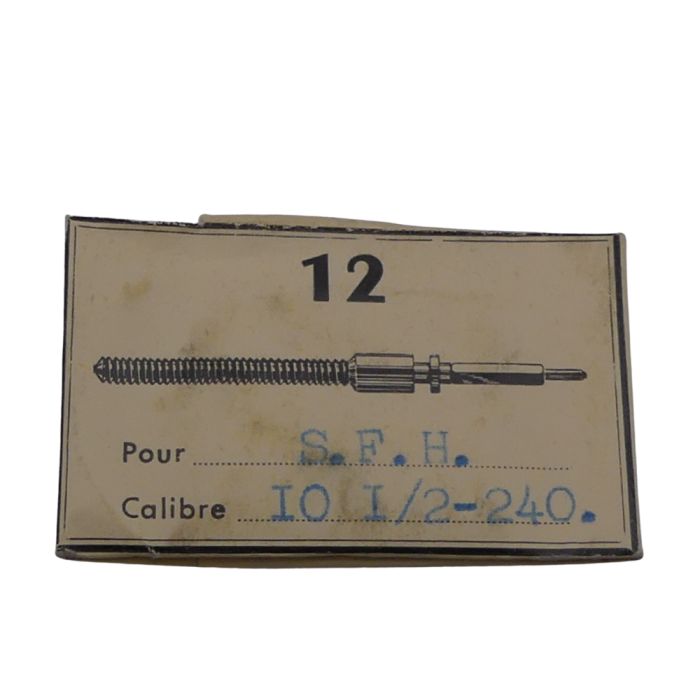 12
Pour S.F.H.
Calibre IO I/2-240.